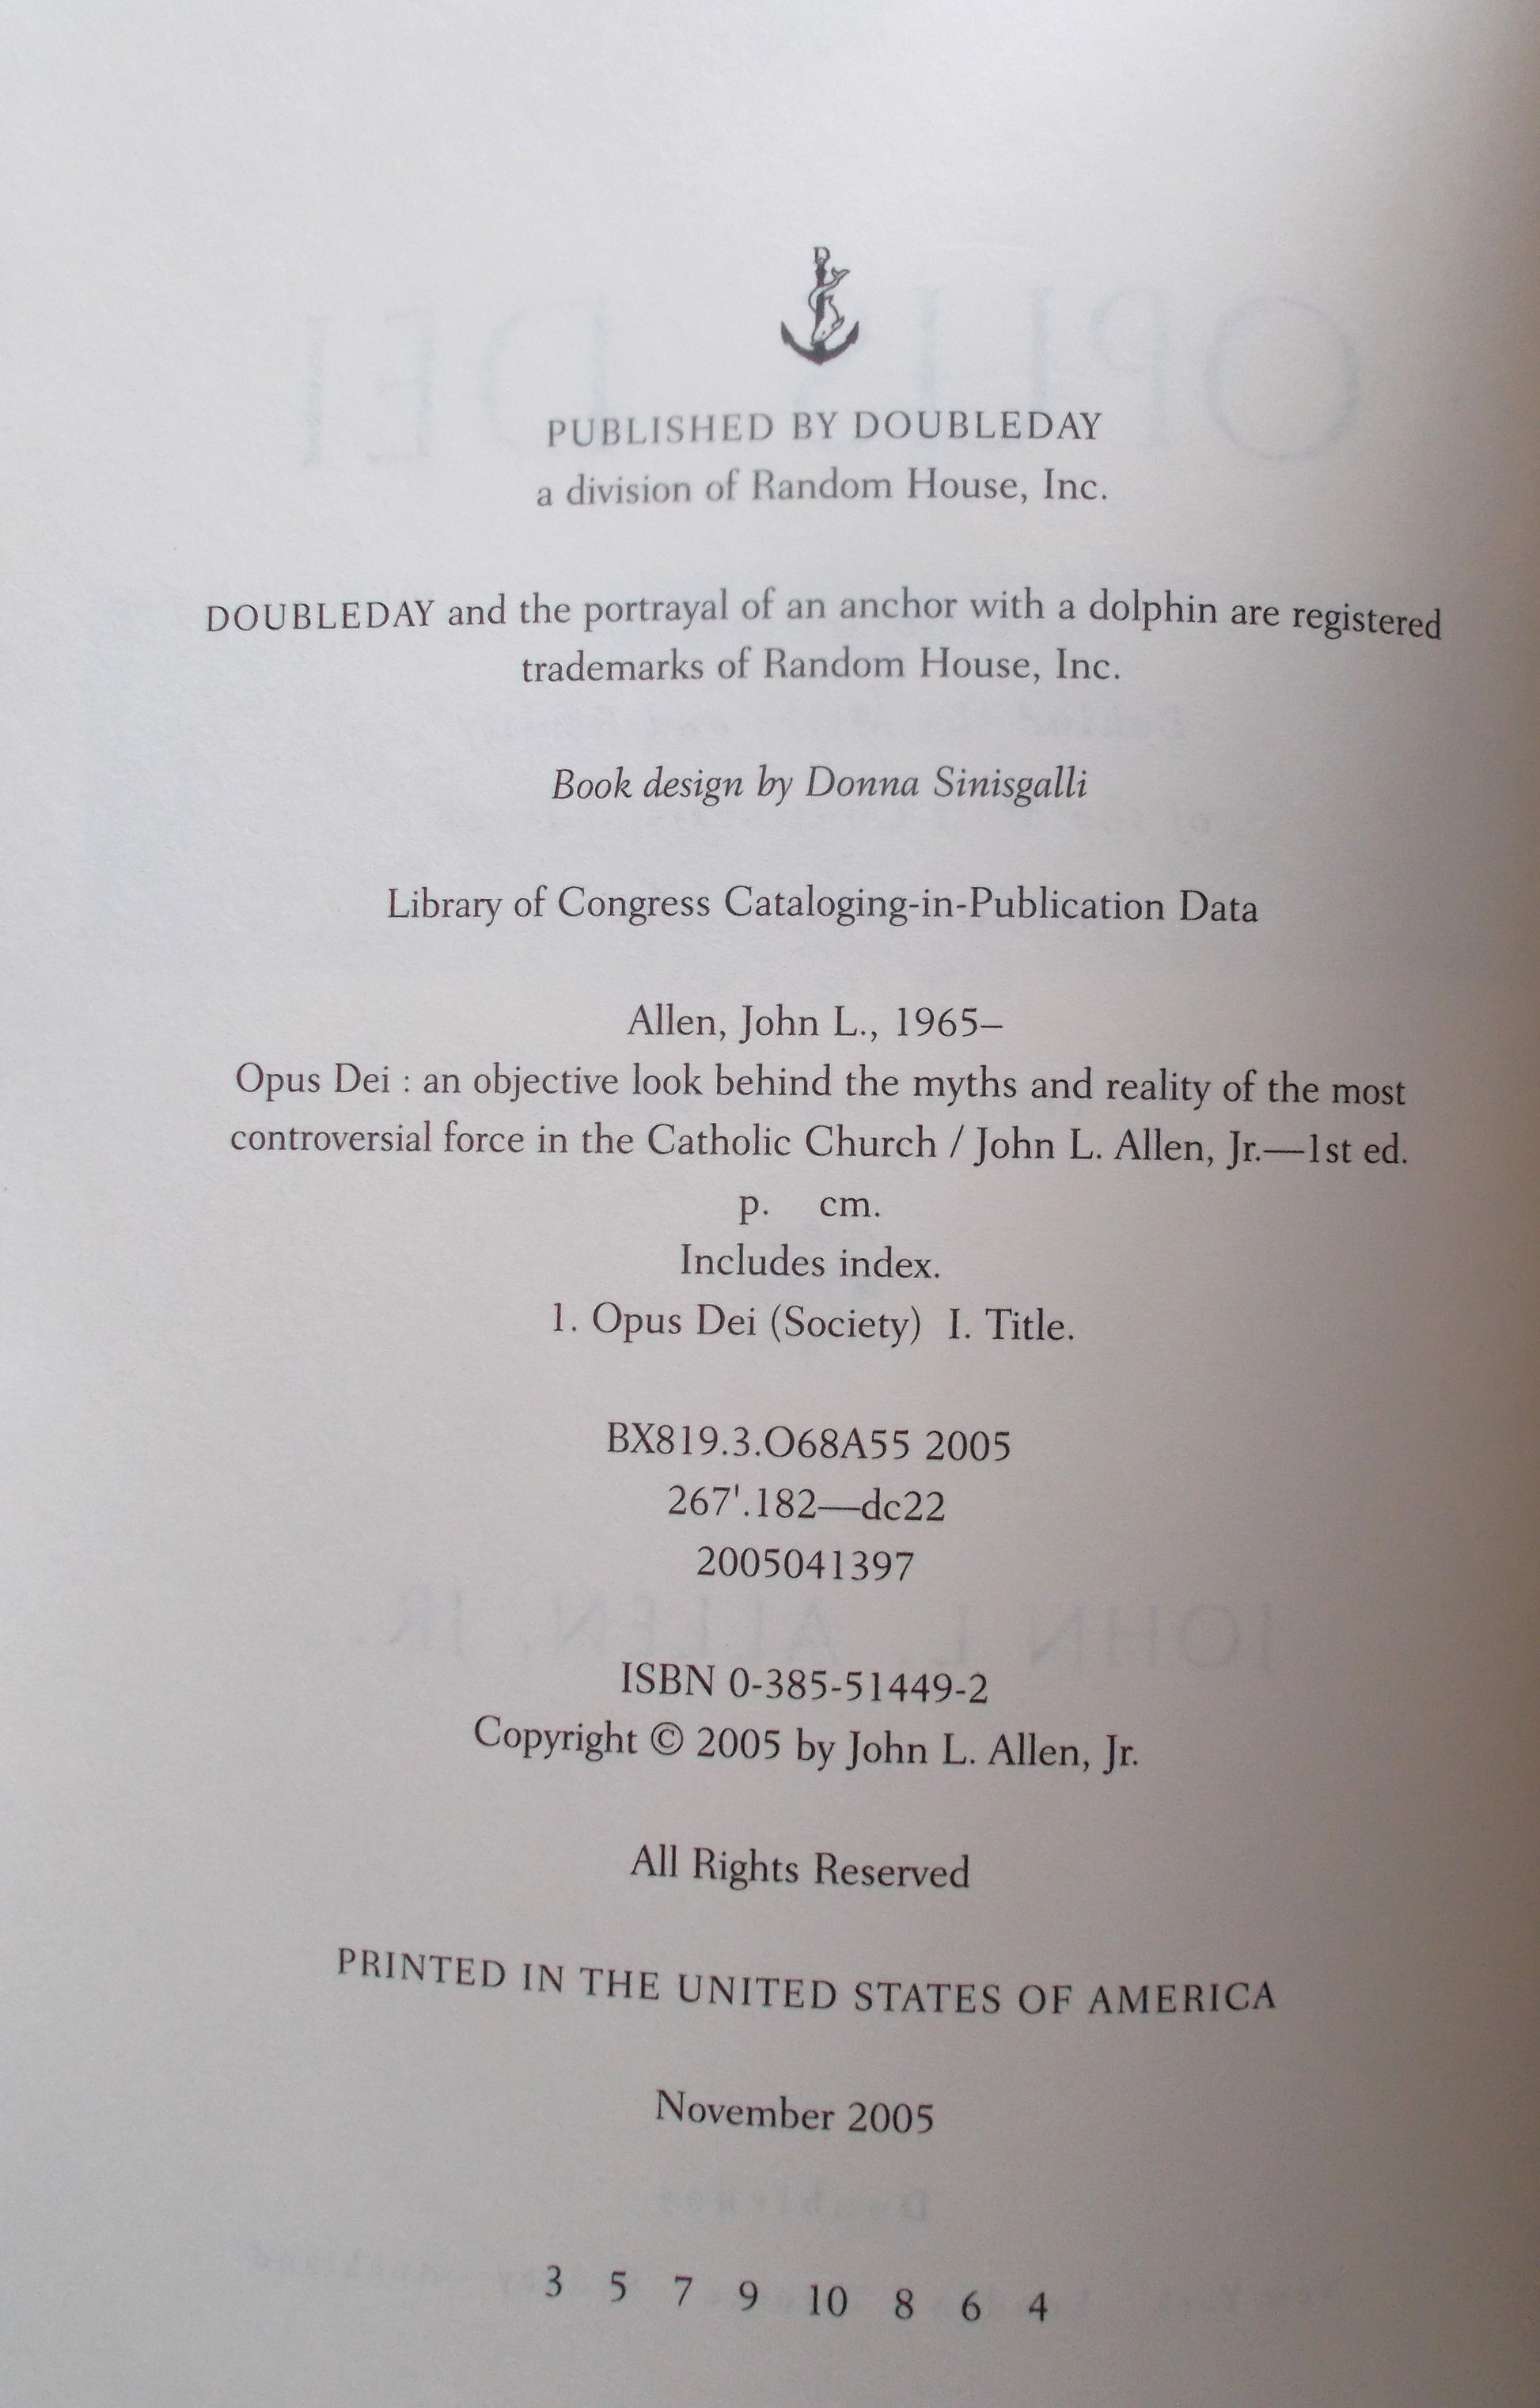 PUBLISHED BY DOUBLEDAY
a division of Random House, Inc.
DOUBLEDAY and the portrayal of an anchor with a dolphin are registered
trademarks of Random House, Inc.
Book design by Donna Sinisgalli
Library of Congress Cataloging-in-Publication Data
Allen, John L., 1965–
Opus Dei : an objective look behind the myths and reality of the most
controversial force in the Catholic Church / John L. Allen, Jr.—1st ed.
p. cm.
Includes index.
1. Opus Dei (Society) I. Title.
BX819.3.O68A55 2005
267'.182—dc22
2005041397
ISBN 0-385-51449-2
Copyright © 2005 by John L. Allen, Jr.
All Rights Reserved
PRINTED IN THE UNITED STATES OF AMERICA
November 2005
3 5 7 9 10 8 6 4